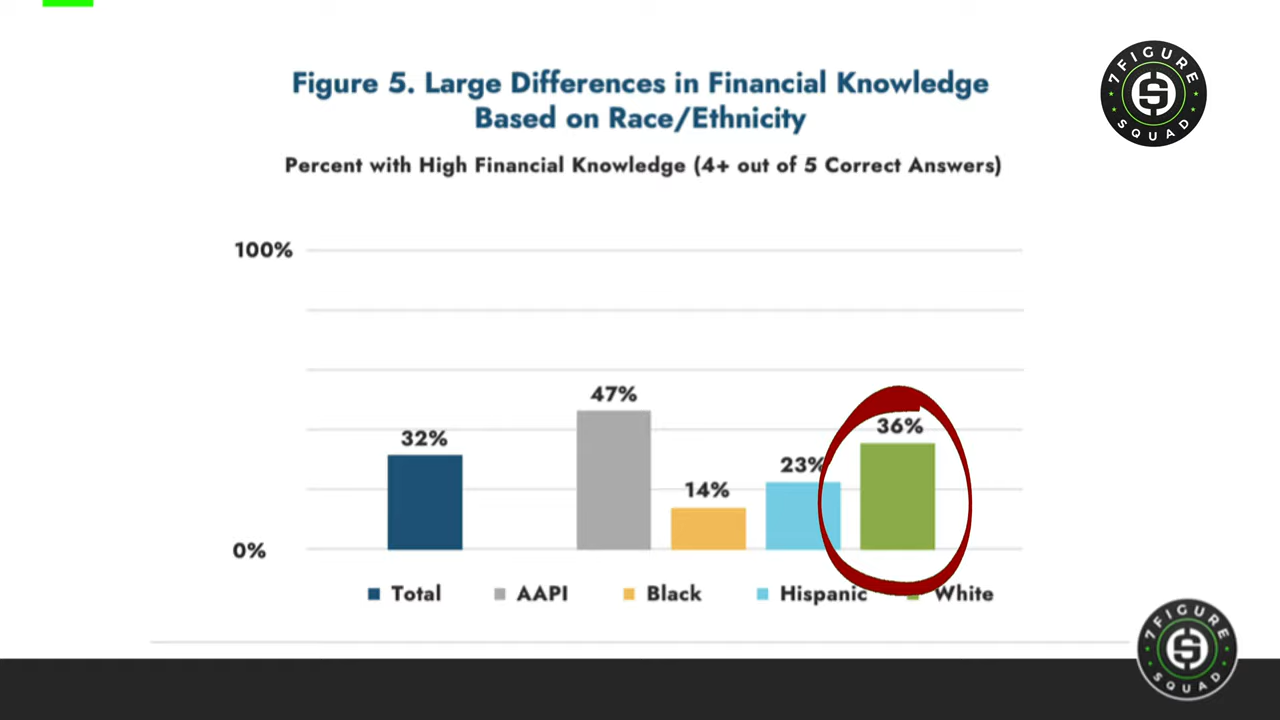 Figure 5. Large Differences in Financial Knowledge
Based on Race/Ethnicity
Percent with High Financial Knowledge (4+ out of 5 Correct Answers)
7FIGURE
SQUAD
100%
47%
32%
36%
23%
14%
0%
Total
AAPI
Black
Hispanic
White
7FIGURE
SQUAD